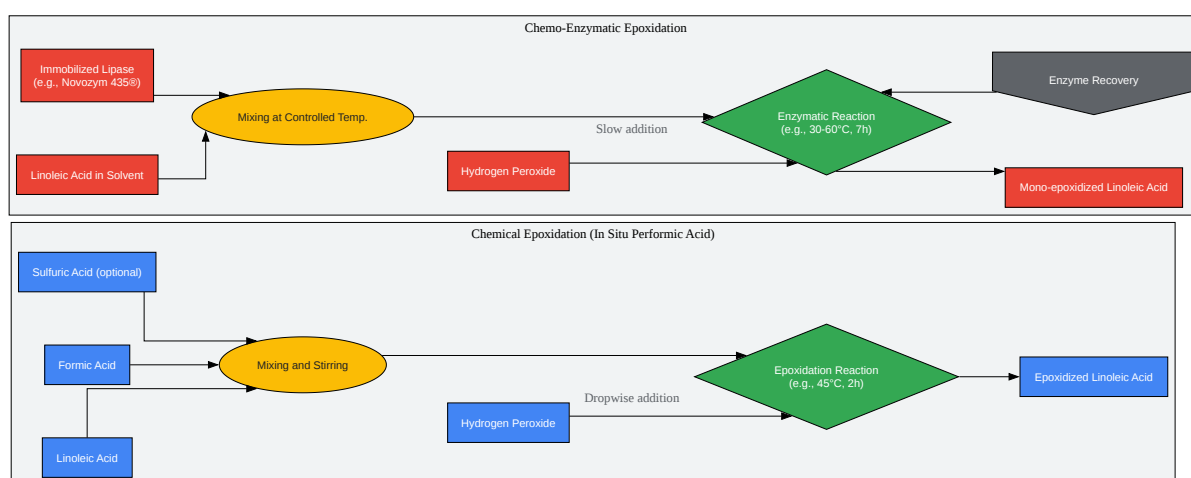 Chemo-Enzymatic Epoxidation
Immobilized Lipase
(e.g., Novozym 435®)
Mixing at Controlled Temp.
Linoleic Acid in Solvent
Slow addition
Hydrogen Peroxide
Enzymatic Reaction
(e.g., 30-60°C, 7h)
Enzyme Recovery
Mono-epoxidized Linoleic Acid
Chemical Epoxidation (In Situ Performic Acid)
Sulfuric Acid (optional)
Formic Acid
Linoleic Acid
Mixing and Stirring
Dropwise addition
Hydrogen Peroxide
Epoxidation Reaction
(e.g., 45°C, 2h)
Epoxidized Linoleic Acid